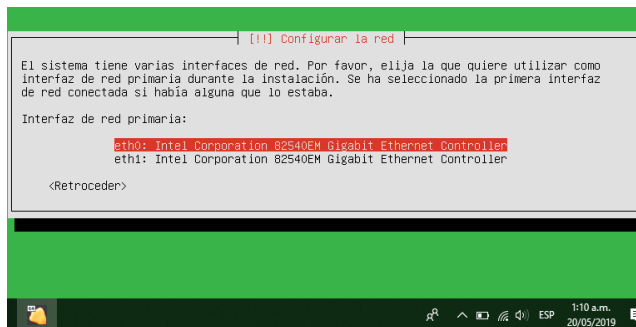 [!!] Configurar la red
El sistema tiene varias interfaces de red. Por favor, elija la que quiere utilizar como
interfaz de red primaria durante la instalación. Se ha seleccionado la primera interfaz
de red conectada si había alguna que lo estaba.
Interfaz de red primaria:
eth0: Intel Corporation 82540EM Gigabit Ethernet Controller
eth1: Intel Corporation 82540EM Gigabit Ethernet Controller
<Retroceder>
ESP
1:10 a.m.
20/05/2019